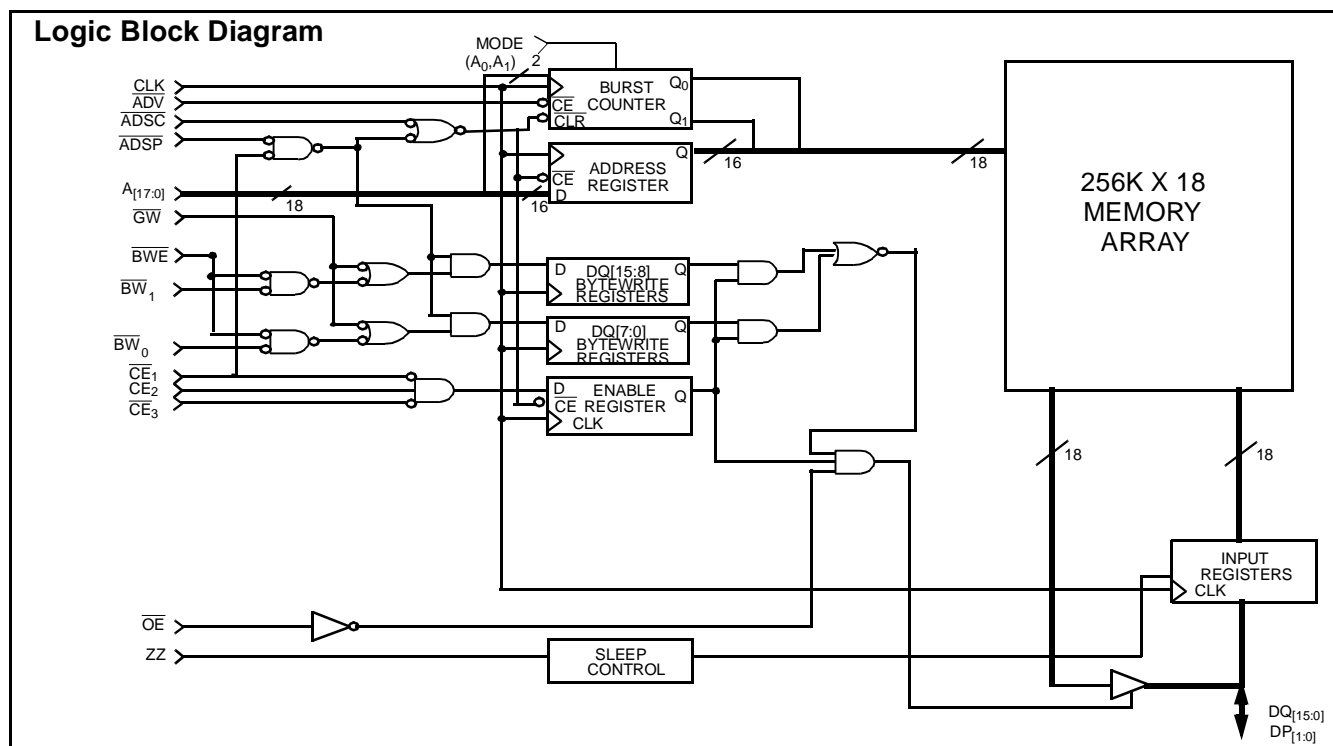 Logic Block Diagram
MODE
(A0,A1)
2
CLK
ADV
ADSC
ADSP
A[17:0]
18
16
GW
BWE
BW1
BW0
CE1
CE2
CE3
OE
ZZ
BURST
COUNTER
CE
CLR
Q0
Q1
ADDRESS
REGISTER
CE
D
Q
16
18
D
DQ[15:8]
BYTEWRITE
REGISTERS
Q
D
DQ[7:0]
BYTEWRITE
REGISTERS
Q
D
ENABLE
CE
REGISTER
Q
CLK
SLEEP
CONTROL
256K X 18
MEMORY
ARRAY
18
18
INPUT
REGISTERS
CLK
DQ[15:0]
DP[1:0]